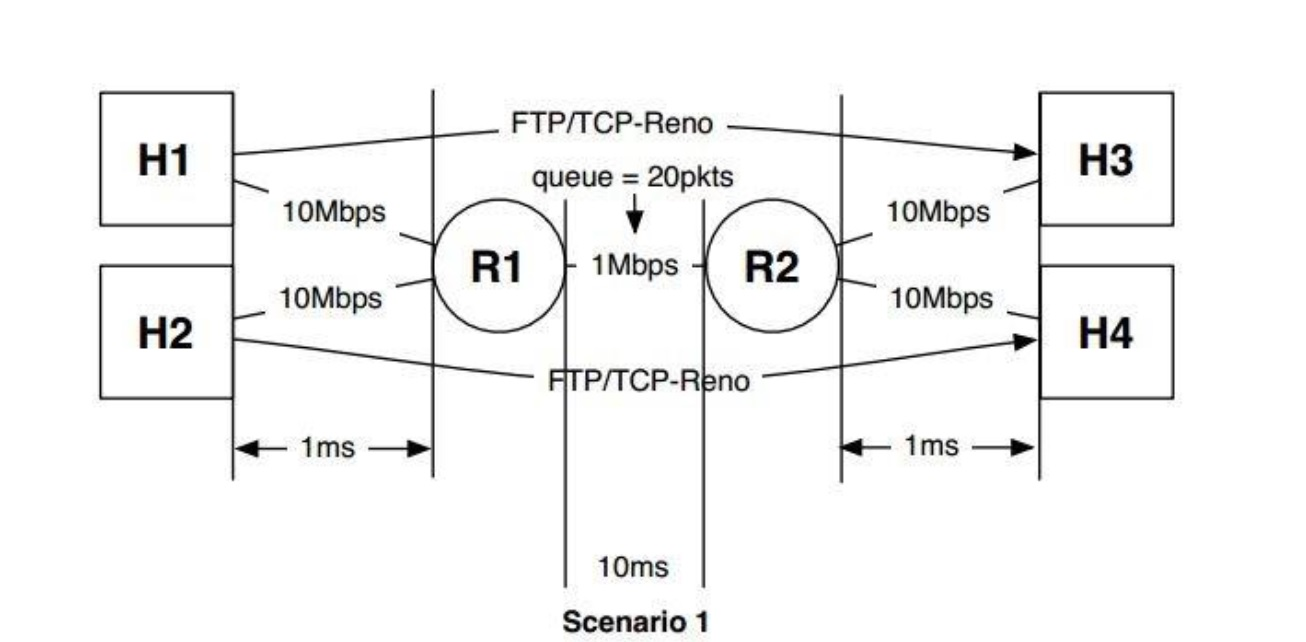 FTP/TCP-Reno
H1
H3
queue = 20pkts
10Mbps
10Mbps
R1
1Mbps
R2
10Mbps
10Mbps
H2
H4
FTP/TCP-Reno
1ms
1ms
10ms
Scenario 1